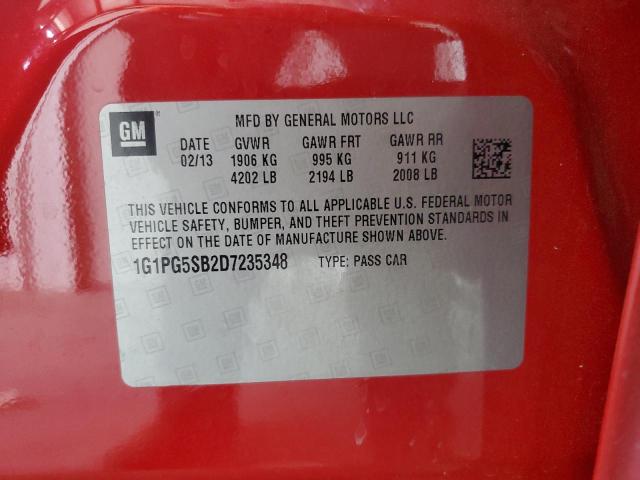 GM
MFD BY GENERAL MOTORS LLC
DATE GVWR GAWR FRT GAWR RR
02/13 1906 KG 995 KG 911 KG
4202 LB 2194 LB 2008 LB
THIS VEHICLE CONFORMS TO ALL APPLICABLE U.S. FEDERAL MOTOR
VEHICLE SAFETY, BUMPER, AND THEFT PREVENTION STANDARDS IN
EFFECT ON THE DATE OF MANUFACTURE SHOWN ABOVE.
1G1PG5SB2D7235348 TYPE: PASS CAR